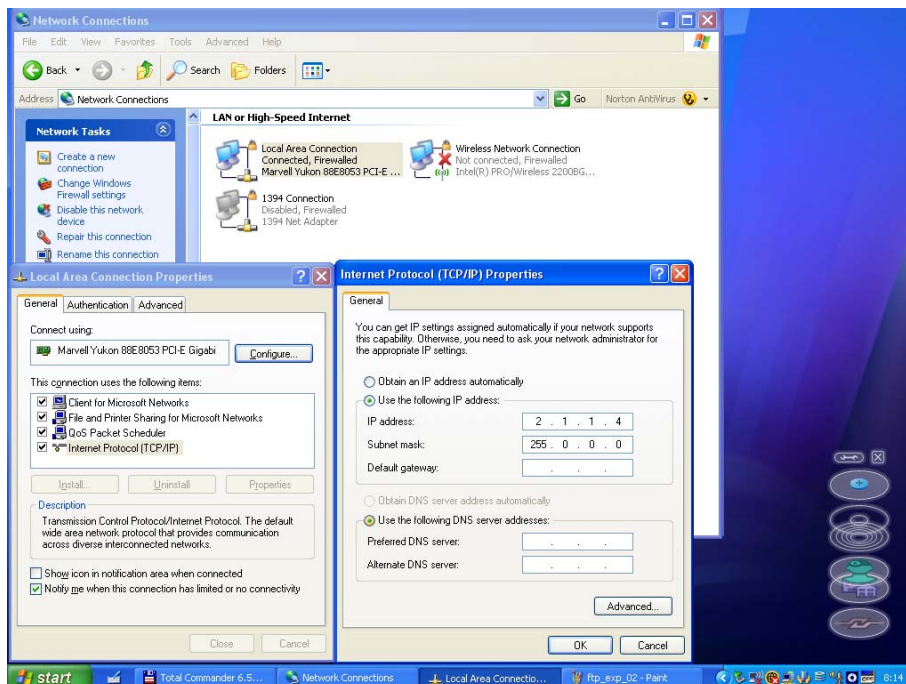 Network Connections
File Edit View Favorites Tools Advanced Help
Back Search Folders
Address Network Connections Go Norton AntiVirus
Network Tasks
Create a new
connection
Change Windows
Firewall settings
Disable this network
device
Repair this connection
Rename this connection
LAN or High-Speed Internet
Local Area Connection
Connected, Firewalled
Marvell Yukon 88E8053 PCI-E ...
Wireless Network Connection
Not connected, Firewalled
Intel(R) PRO/Wireless 2200BG...
1394 Connection
Disabled, Firewalled
1394 Net Adapter
Local Area Connection Properties
General Authentication Advanced
Connect using:
Marvell Yukon 88E8053 PCI-E Gigabi
Configure...
This connection uses the following items:
Client for Microsoft Networks
File and Printer Sharing for Microsoft Networks
QoS Packet Scheduler
Internet Protocol (TCP/IP)
Install... Uninstall Properties
Description
Transmission Control Protocol/Internet Protocol. The default
wide area network protocol that provides communication
across diverse interconnected networks.
Show icon in notification area when connected
Notify me when this connection has limited or no connectivity
Close Cancel
Internet Protocol (TCP/IP) Properties
General
You can get IP settings assigned automatically if your network supports
this capability. Otherwise, you need to ask your network administrator for
the appropriate IP settings.
Obtain an IP address automatically
Use the following IP address:
IP address: 2 . 1 . 1 . 4
Subnet mask: 255 . 0 . 0 . 0
Default gateway: . . .
Obtain DNS server address automatically
Use the following DNS server addresses:
Preferred DNS server: . . .
Alternate DNS server: . . .
Advanced...
OK Cancel
start Total Commander 6.5... Network Connections Local Area Connectio... ftp_exp_02 - Paint 8:14